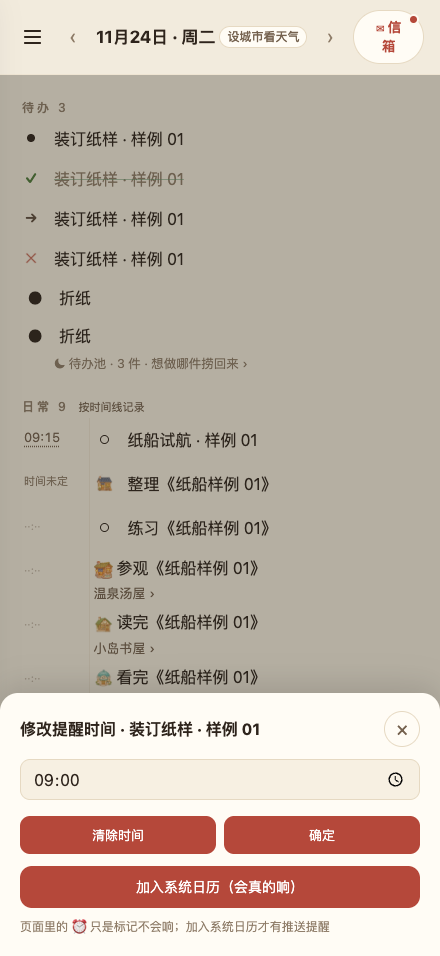 11月24日 · 周二 设城市看天气 信箱
待办 3
装订纸样 · 样例 01
装订纸样 · 样例 01
装订纸样 · 样例 01
装订纸样 · 样例 01
折纸
折纸
待办池 · 3 件 · 想做哪件捞回来 ›
日常 9 按时间线记录
09:15 纸船试航 · 样例 01
时间未定 整理《纸船样例 01》
--:-- 练习《纸船样例 01》
--:-- 参观《纸船样例 01》
温泉汤屋 ›
--:-- 读完《纸船样例 01》
小岛书屋 ›
--:-- 看完《纸船样例 01》
修改提醒时间 · 装订纸样 · 样例 01
09:00
清除时间 确定
加入系统日历（会真的响）
页面里的 ⏰ 只是标记不会响；加入系统日历才有推送提醒